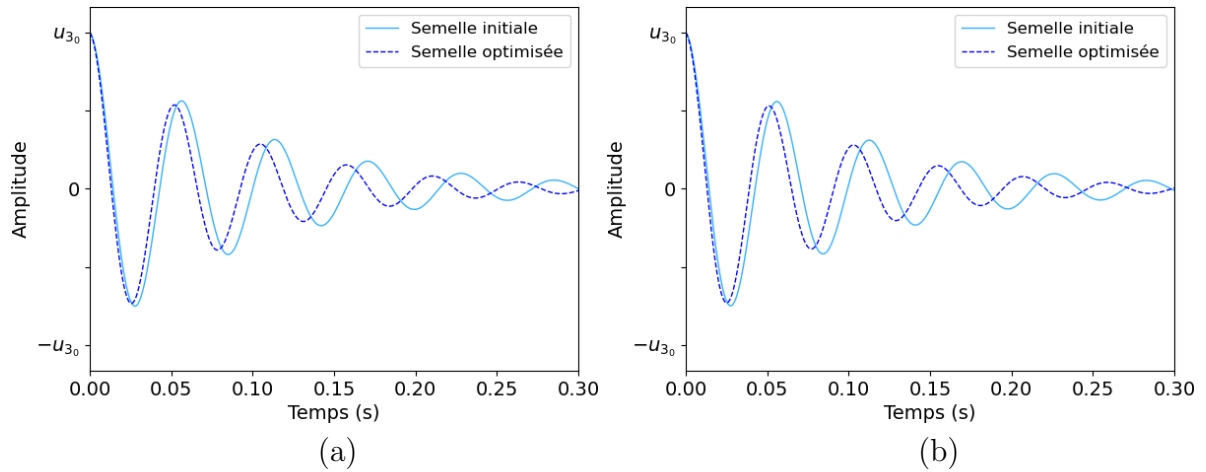 Semelle initiale
Semelle optimisée
u₃₀
0
−u₃₀
Amplitude
0.00 0.05 0.10 0.15 0.20 0.25 0.30
Temps (s)
(a)
Semelle initiale
Semelle optimisée
u₃₀
0
−u₃₀
Amplitude
0.00 0.05 0.10 0.15 0.20 0.25 0.30
Temps (s)
(b)